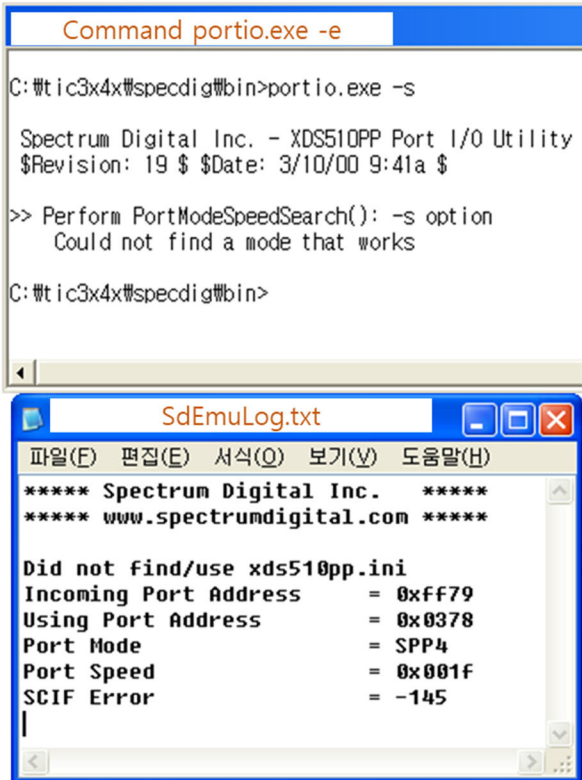 Command portio.exe -e
C:₩tic3x4x₩specdig₩bin>portio.exe -s
Spectrum Digital Inc. - XDS510PP Port I/O Utility
$Revision: 19 $ $Date: 3/10/00 9:41a $
>> Perform PortModeSpeedSearch(): -s option
Could not find a mode that works
C:₩tic3x4x₩specdig₩bin>
SdEmuLog.txt
파일(F) 편집(E) 서식(O) 보기(V) 도움말(H)
***** Spectrum Digital Inc. *****
***** www.spectrumdigital.com *****
Did not find/use xds510pp.ini
Incoming Port Address = 0xff79
Using Port Address = 0x0378
Port Mode = SPP4
Port Speed = 0x001f
SCIF Error = -145